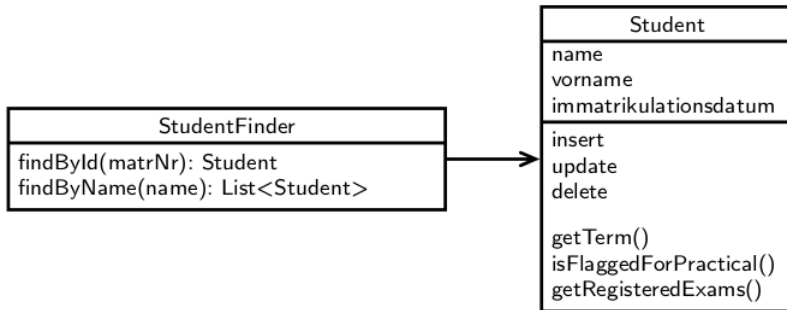 StudentFinder
findById(matrNr): Student
findByName(name): List<Student>
Student
name
vorname
immatrikulationsdatum
insert
update
delete
getTerm()
isFlaggedForPractical()
getRegisteredExams()